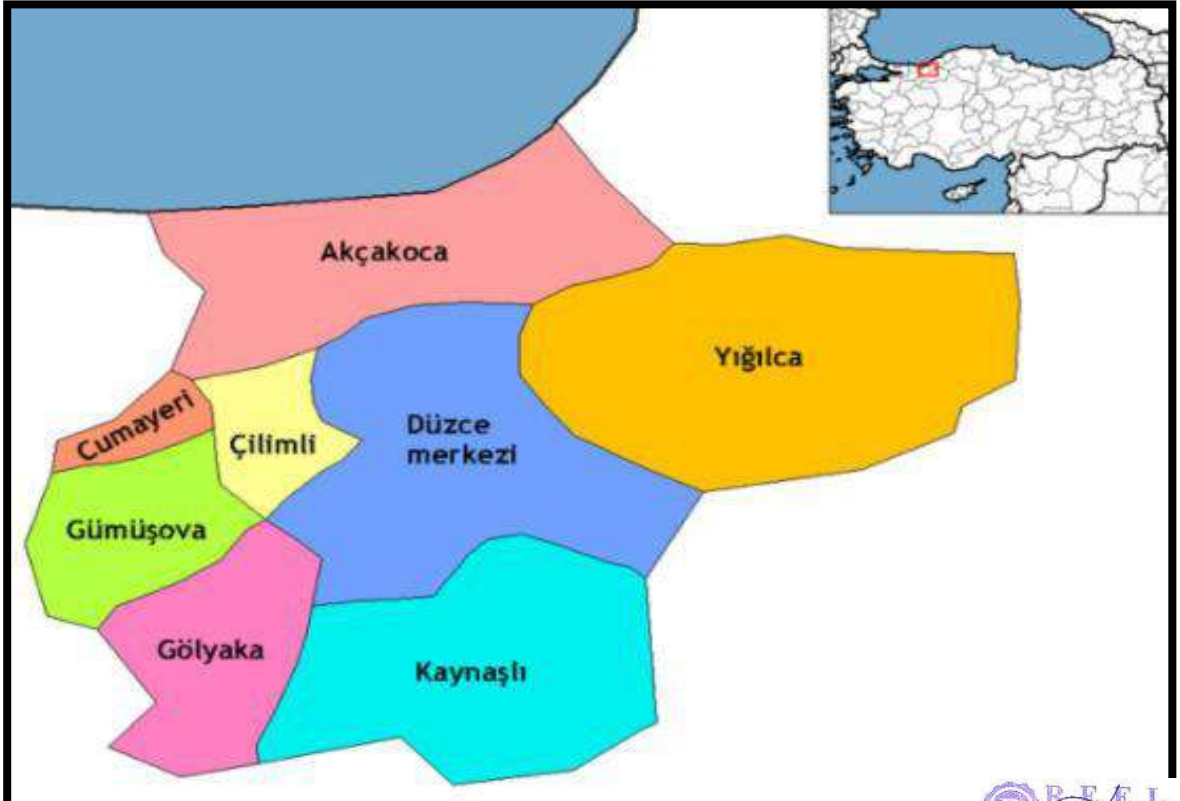 Akçakoca
Yığılca
Cumayeri
Çilimli
Düzce
merkezi
Gümüşova
Gölyaka
Kaynaşlı